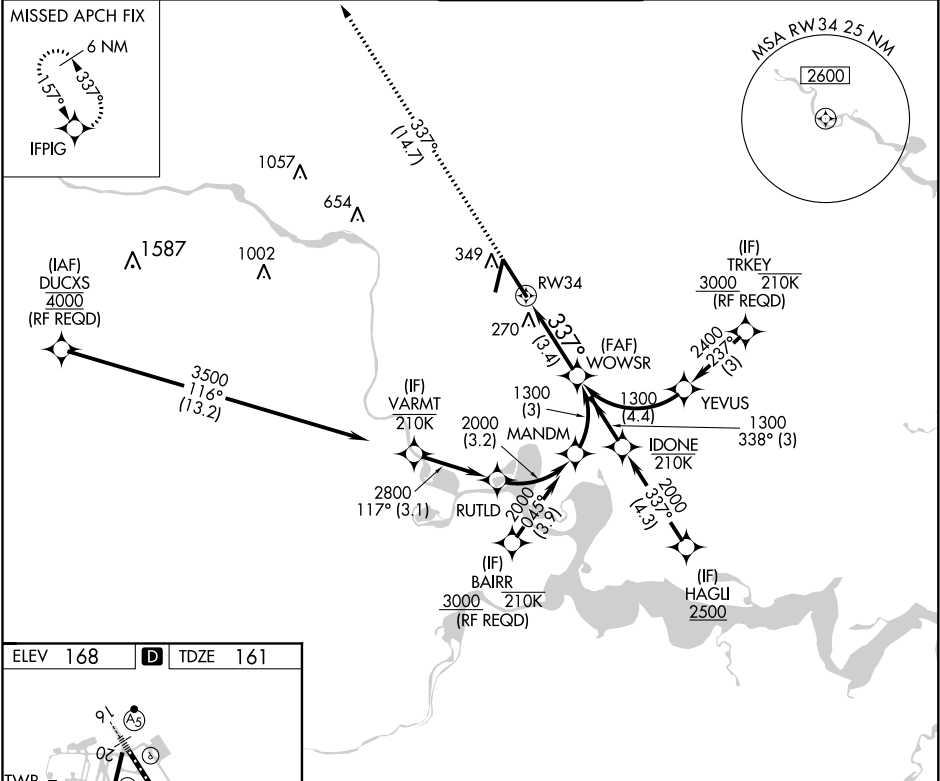 MISSED APCH FIX
6 NM
157°
337°
IFPIG
337°
(14.7)
MSA RW34 25 NM
2600
1057
654
1587
1002
349
RW34
270
337°
(3.4)
(FAF)
WOWSR
(IAF)
DUCXS
4000
(RF REQD)
(IF)
TRKEY
3000 210K
(RF REQD)
2400
237°
(3)
YEVUS
3500
116°
(13.2)
(IF)
VARMT
210K
2000
(3.2)
1300
(3)
MANDM
1300
(4.4)
1300
338° (3)
IDONE
210K
2800
117° (3.1)
RUTLD
2000
045°
(3.9)
2000
337°
(4.3)
(IF)
BAIRR
3000 210K
(RF REQD)
(IF)
HAGLI
2500
ELEV 168 D TDZE 161
16
A5
20
TWR